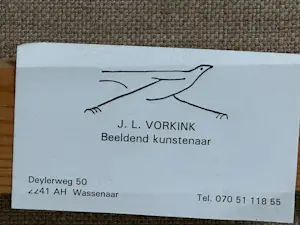 J. L. VORKINK
Beeldend kunstenaar
Deylerweg 50
2241 AH Wassenaar
Tel. 070 51 118 55